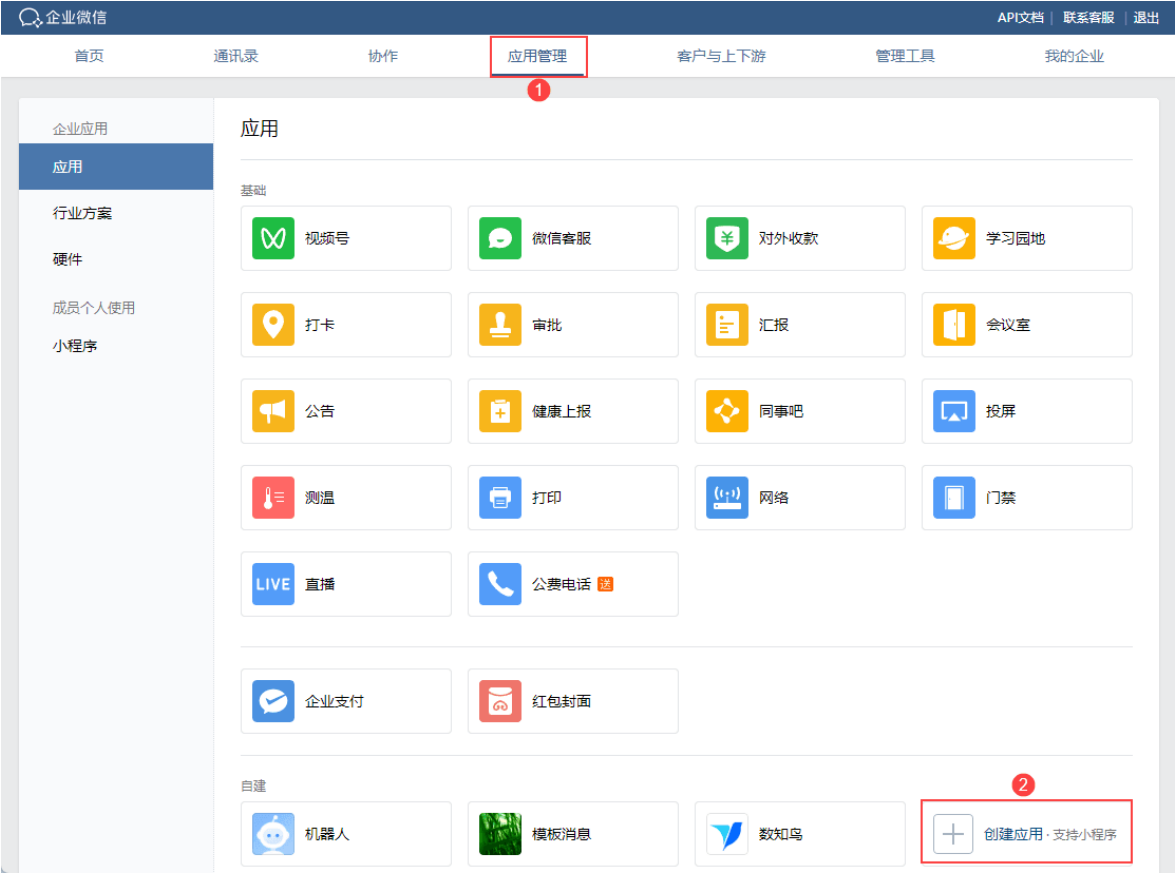 企业微信
API文档 | 联系客服 | 退出
首页 通讯录 协作 应用管理 客户与上下游 管理工具 我的企业
1
企业应用
应用
行业方案
硬件
成员个人使用
小程序
应用
基础
视频号 微信客服 对外收款 学习园地
打卡 审批 汇报 会议室
公告 健康上报 同事吧 投屏
测温 打印 网络 门禁
LIVE 直播 公费电话 送
企业支付 红包封面
自建
2
机器人 模板消息 数知鸟 创建应用 · 支持小程序